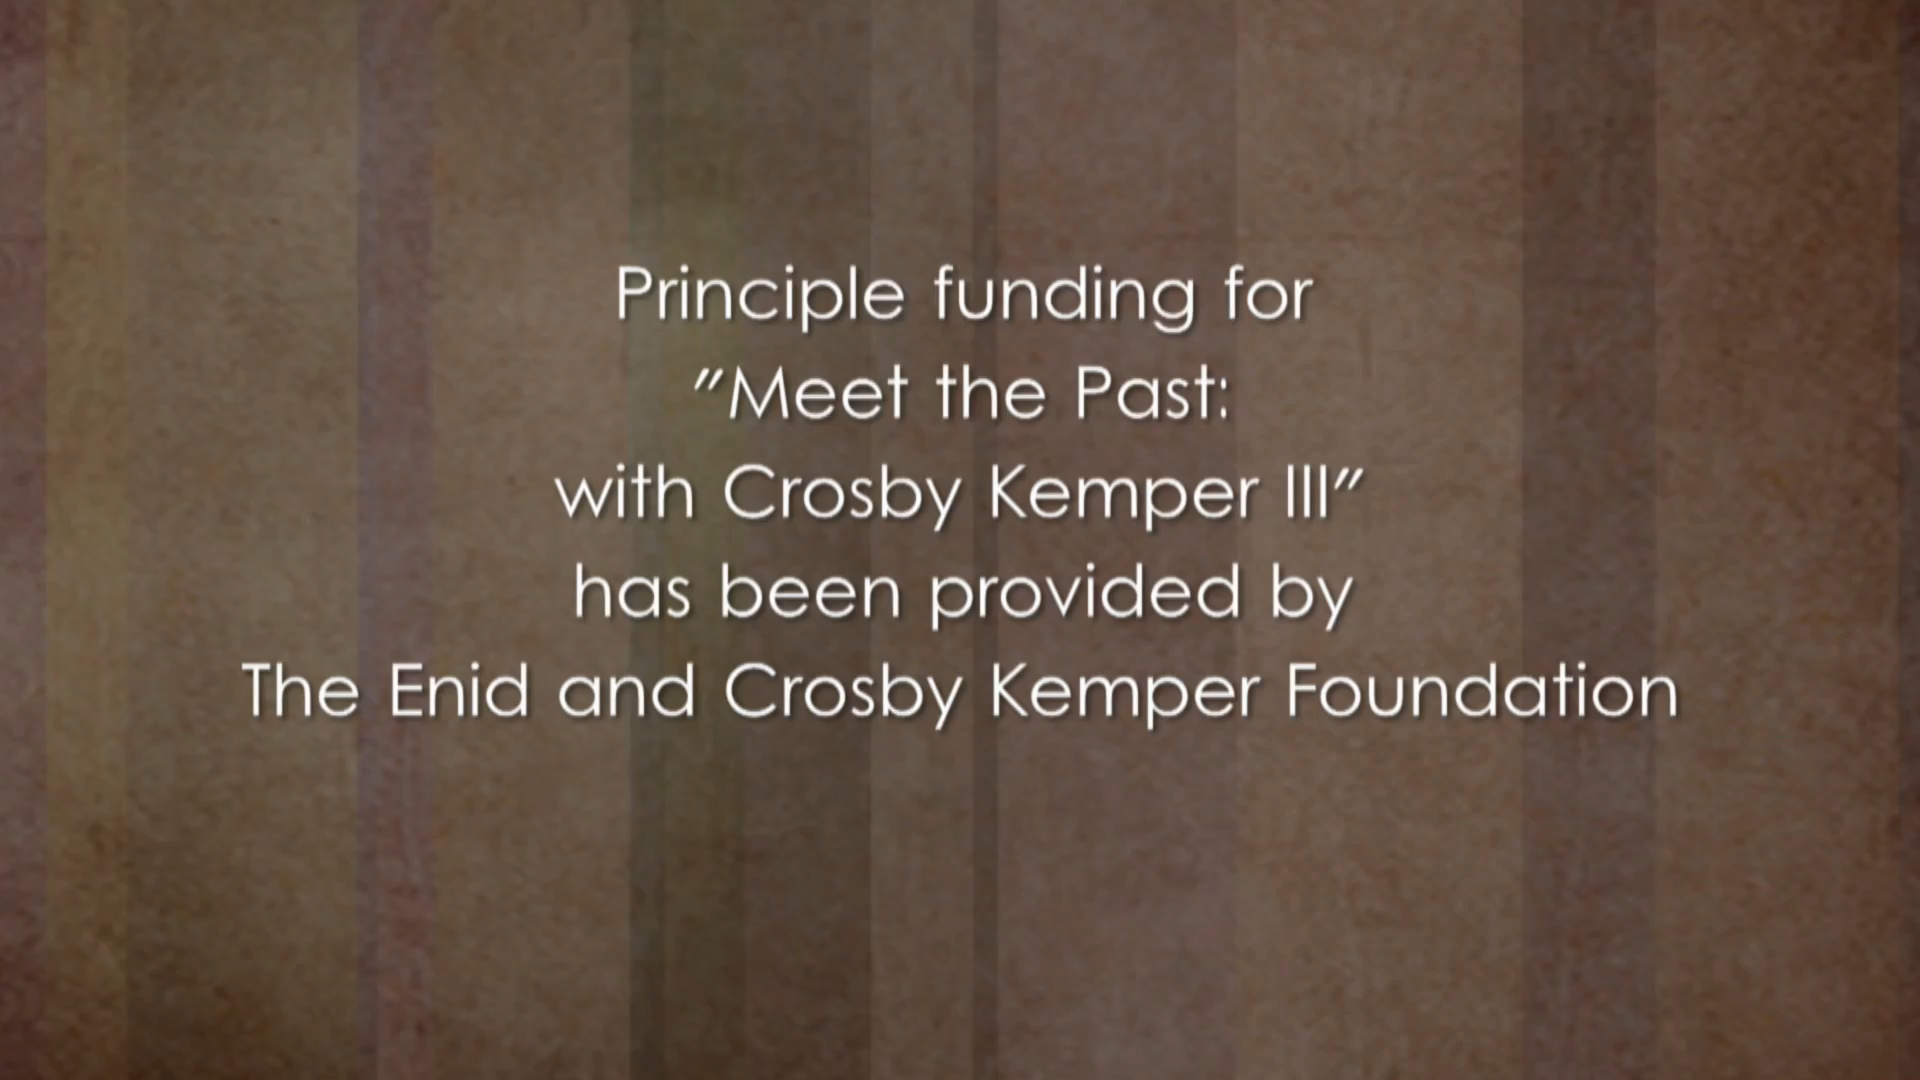 Principle funding for
"Meet the Past:
with Crosby Kemper III"
has been provided by
The Enid and Crosby Kemper Foundation